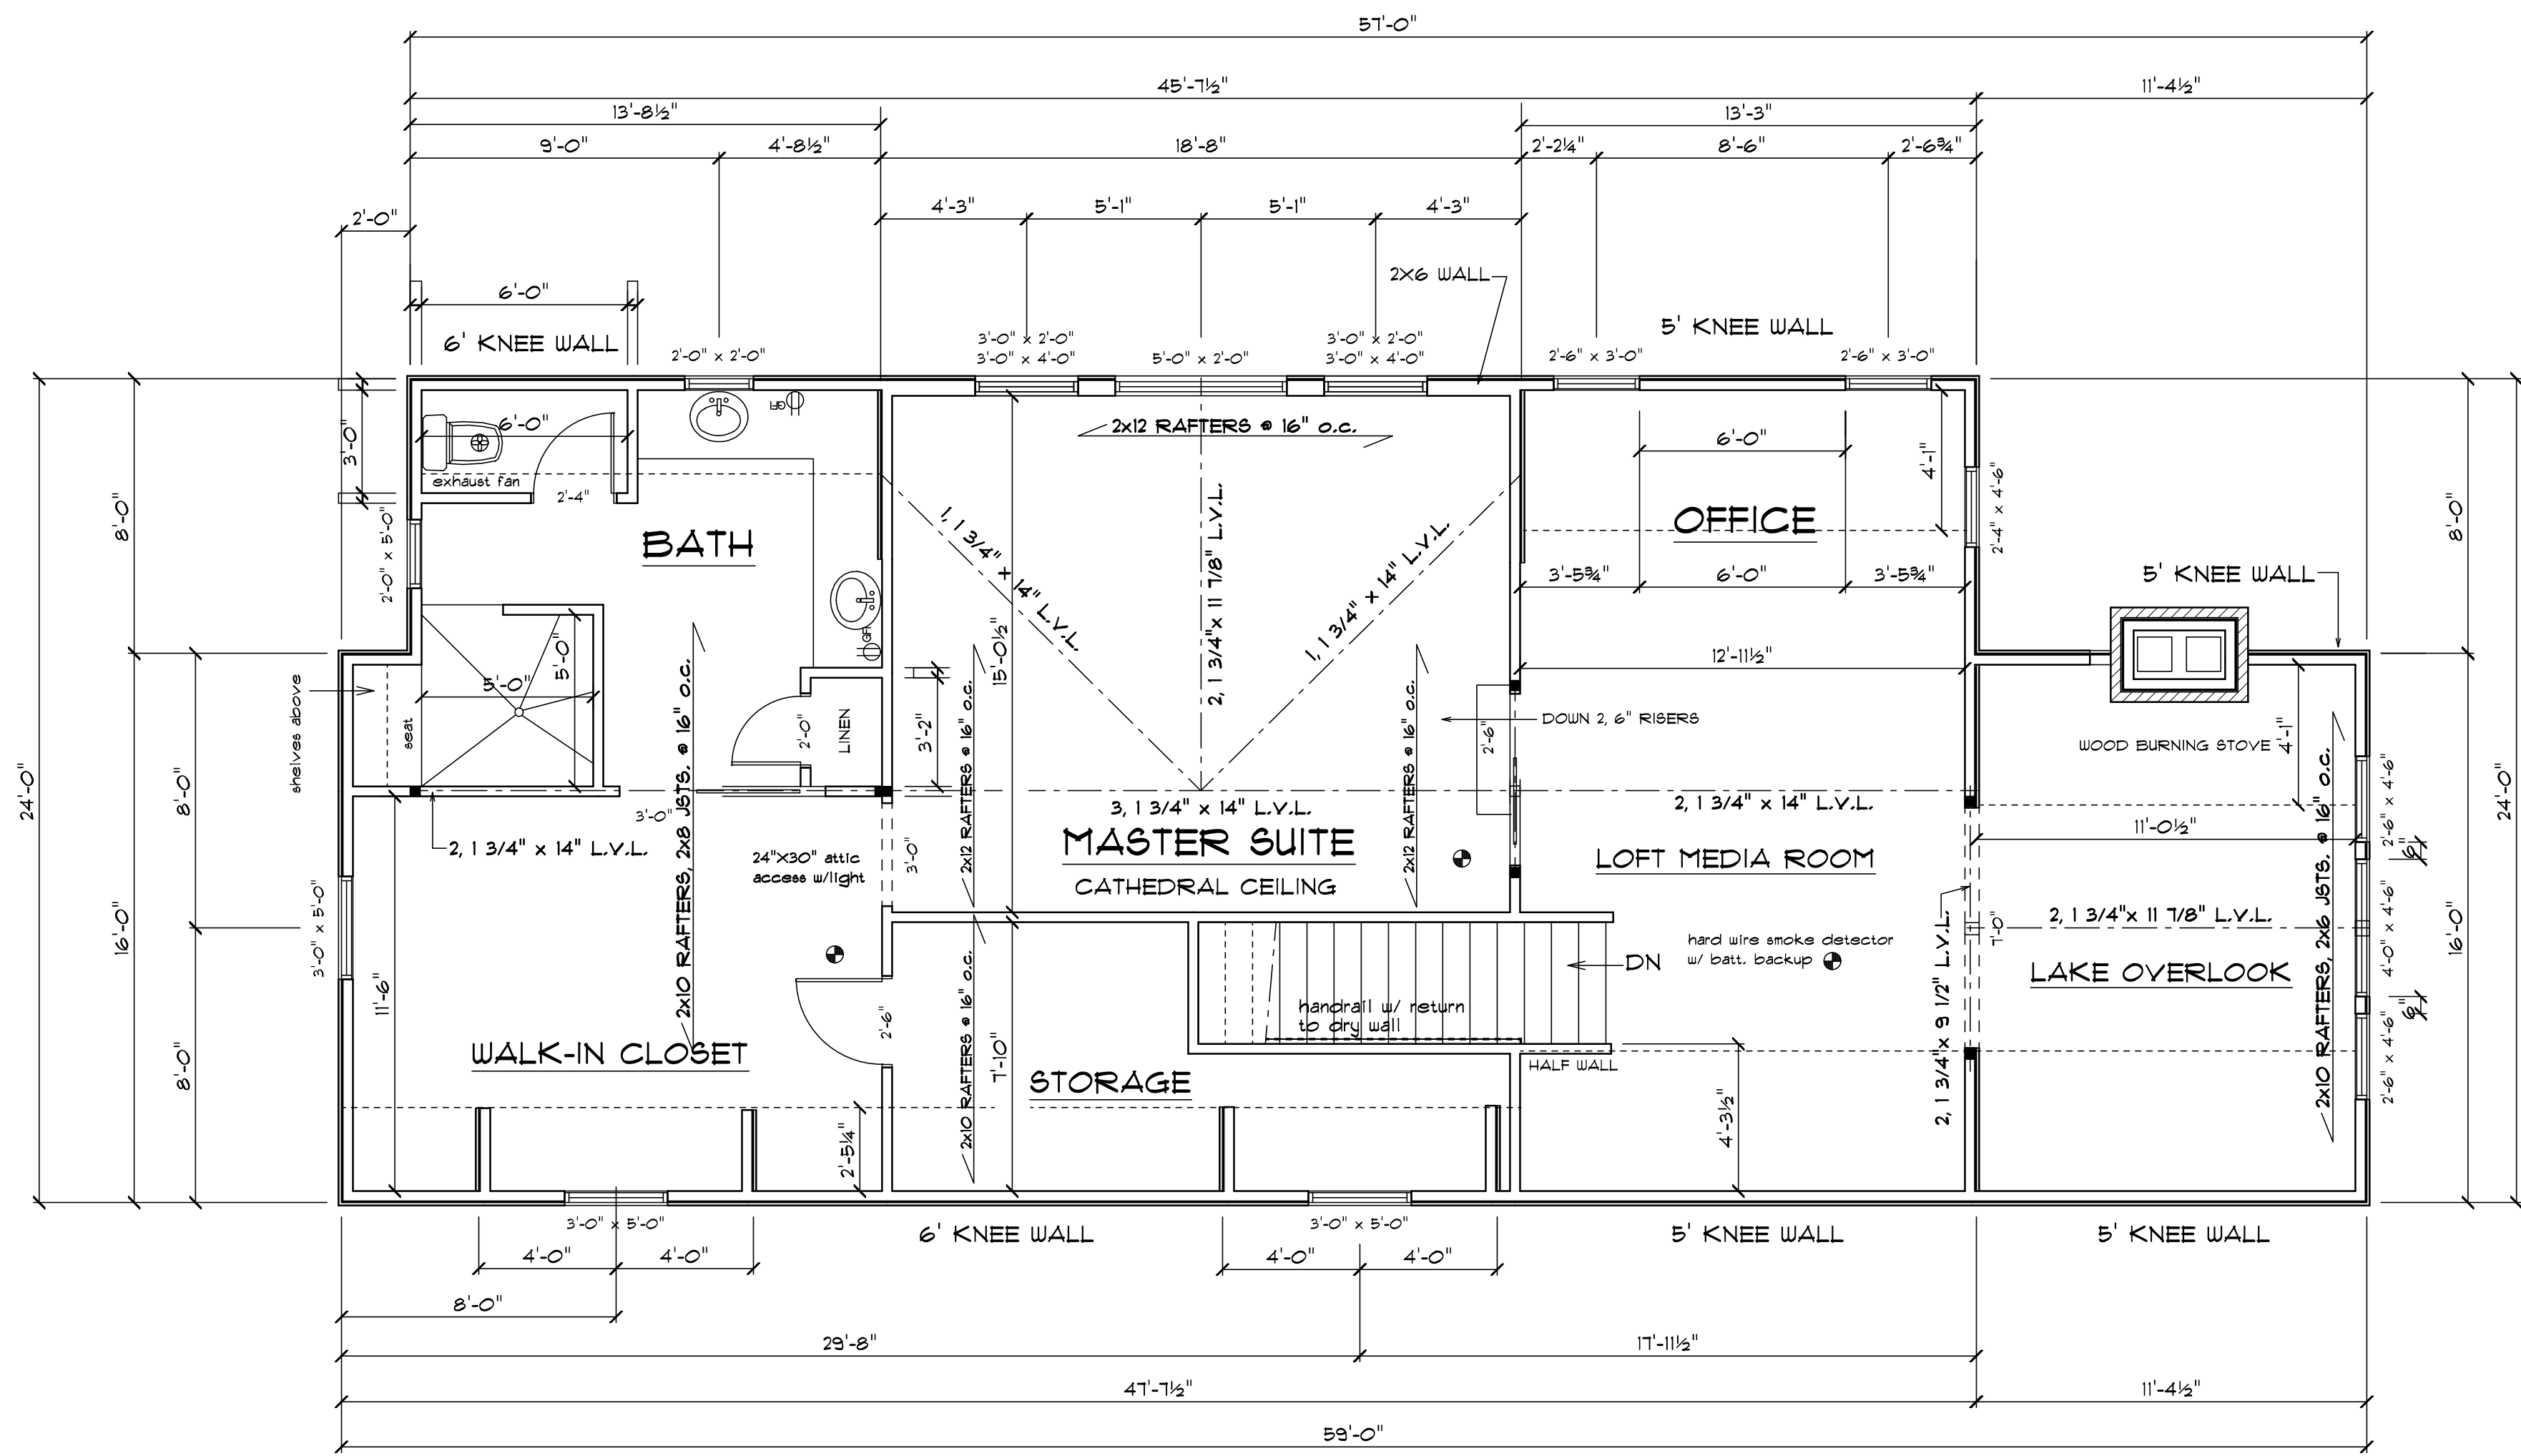 57'-0"
45'-7½"
11'-4½"
13'-8½"
13'-3"
9'-0"
4'-8½"
18'-8"
2'-2¼"
8'-6"
2'-6¾"
2'-0"
4'-3"
5'-1"
5'-1"
4'-3"
2X6 WALL
6'-0"
6' KNEE WALL
5' KNEE WALL
2'-0" x 2'-0"
3'-0" x 2'-0"
3'-0" x 4'-0"
5'-0" x 2'-0"
3'-0" x 2'-0"
3'-0" x 4'-0"
2'-6" x 3'-0"
2'-6" x 3'-0"
24'-0"
8'-0"
16'-0"
8'-0"
8'-0"
3'-0"
6'-0"
exhaust fan
2'-4"
GFI
2'-0" x 5'-0"
BATH
5'-0"
5'-0"
seat
shelves above
GFI
2'-0"
LINEN
3'-2"
3'-0"
2, 1 3/4" x 14" L.V.L.
2x10 RAFTERS, 2x8 JSTS. @ 16" o.c.
24"X30" attic
access w/light
3'-0"
3'-0" x 5'-0"
11'-6"
WALK-IN CLOSET
2'-6"
2'-5¼"
2x12 RAFTERS @ 16" o.c.
1, 1 3/4" x 14" L.V.L.
2, 1 3/4"x 11 7/8" L.V.L.
1, 1 3/4" x 14" L.V.L.
15'-0½"
2x12 RAFTERS @ 16" o.c.
2x12 RAFTERS @ 16" o.c.
3, 1 3/4" x 14" L.V.L.
MASTER SUITE
CATHEDRAL CEILING
2'-6"
DOWN 2, 6" RISERS
2x10 RAFTERS @ 16" o.c.
7'-10"
STORAGE
handrail w/ return
to dry wall
DN
HALF WALL
6'-0"
4'-1"
OFFICE
2'-4" x 4'-6"
3'-5¾"
6'-0"
3'-5¾"
12'-11½"
2, 1 3/4" x 14" L.V.L.
LOFT MEDIA ROOM
hard wire smoke detector
w/ batt. backup
2, 1 3/4"x 9 1/2" L.V.L.
7'-0"
4'-3½"
5' KNEE WALL
WOOD BURNING STOVE
4'-1"
11'-0½"
2, 1 3/4"x 11 7/8" L.V.L.
LAKE OVERLOOK
2x10 RAFTERS, 2x6 JSTS. @ 16" o.c.
2'-6" x 4'-6"
6"
4'-0" x 4'-6"
6"
2'-6" x 4'-6"
8'-0"
16'-0"
24'-0"
3'-0" x 5'-0"
6' KNEE WALL
3'-0" x 5'-0"
5' KNEE WALL
5' KNEE WALL
4'-0"
4'-0"
4'-0"
4'-0"
8'-0"
29'-8"
17'-11½"
47'-7½"
11'-4½"
59'-0"